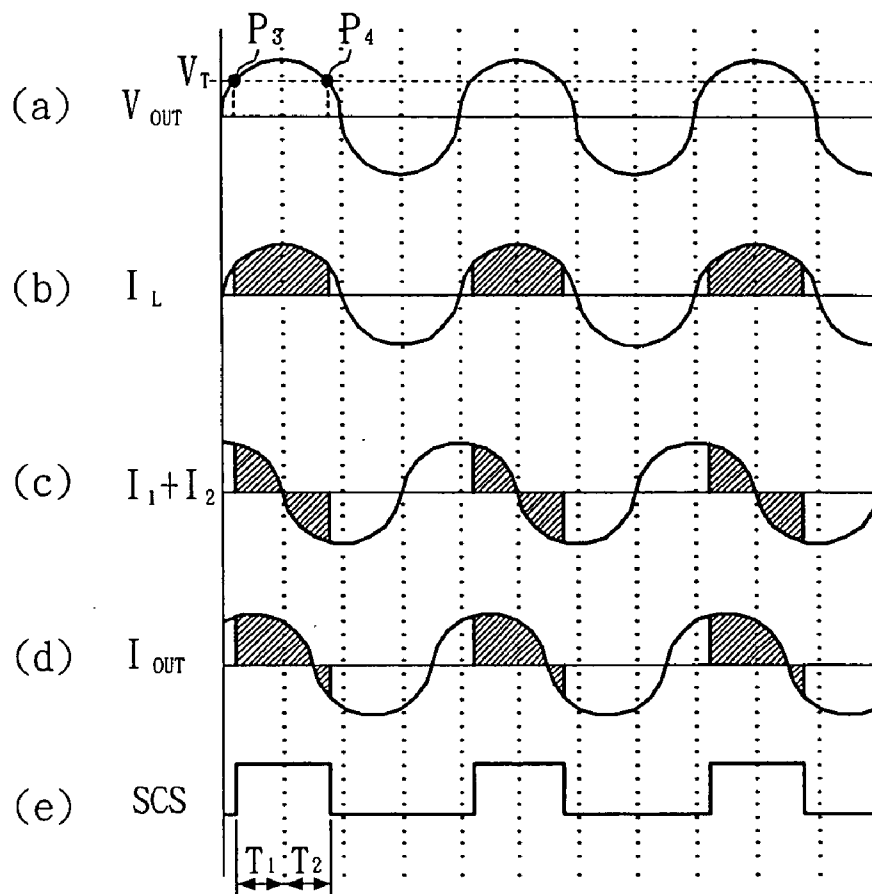 P3 P4
VT
(a) VOUT
(b) IL
(c) I1+I2
(d) IOUT
(e) SCS
T1 T2